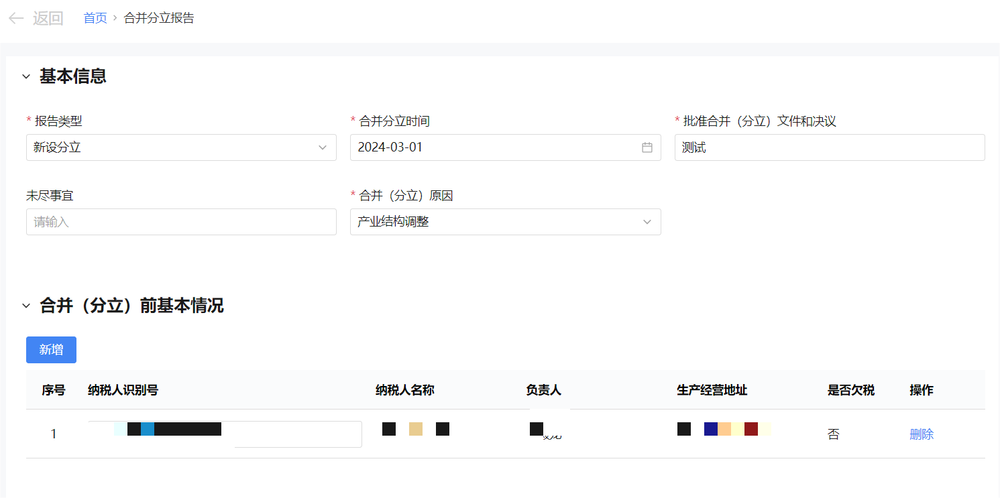 返回 首页 > 合并分立报告
基本信息
* 报告类型 * 合并分立时间 * 批准合并（分立）文件和决议
新设分立 2024-03-01 测试
未尽事宜 * 合并（分立）原因
请输入 产业结构调整
合并（分立）前基本情况
新增
序号 纳税人识别号 纳税人名称 负责人 生产经营地址 是否欠税 操作
1 否 删除